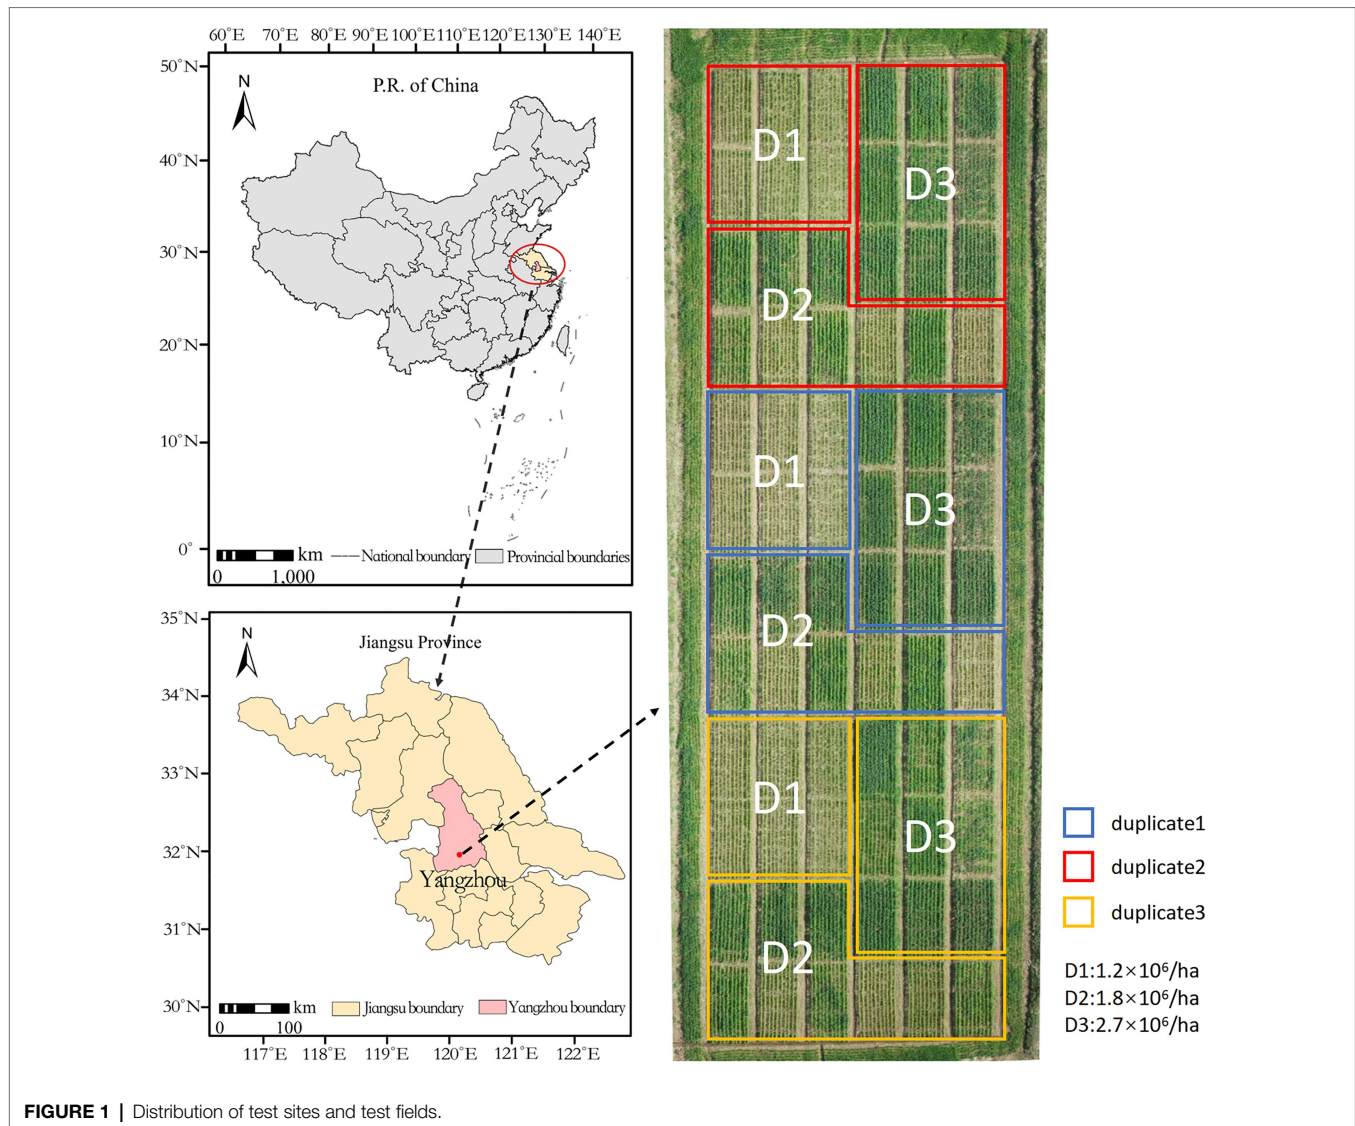 60°E 70°E 80°E 90°E 100°E 110°E 120°E 130°E 140°E
50°N
40°N
30°N
20°N
10°N
0°
N
P.R. of China
km
0 1,000
National boundary
Provincial boundaries
35°N
34°N
33°N
32°N
31°N
30°N
N
Jiangsu Province
Yangzhou
km
0 100
Jiangsu boundary
Yangzhou boundary
117°E 118°E 119°E 120°E 121°E 122°E
D1
D3
D2
D1
D3
D2
D1
D3
D2
duplicate1
duplicate2
duplicate3
D1:1.2×10⁶/ha
D2:1.8×10⁶/ha
D3:2.7×10⁶/ha
FIGURE 1 | Distribution of test sites and test fields.